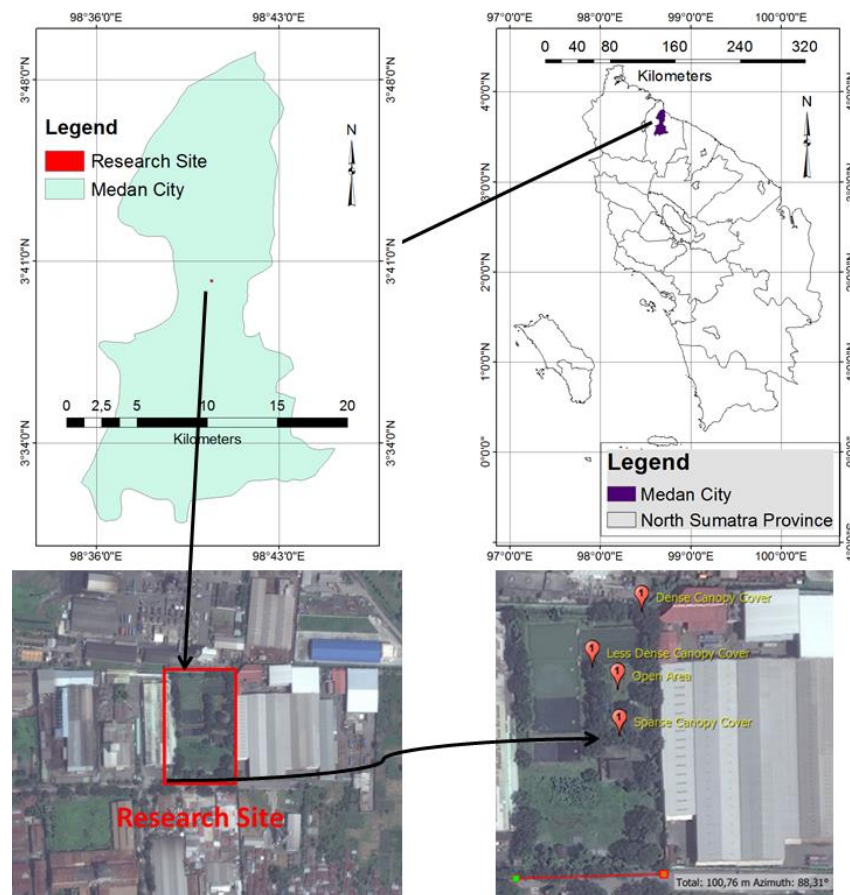 98°36'0"E 98°43'0"E
3°48'0"N
3°41'0"N
3°34'0"N
Legend
Research Site
Medan City
N
0 2,5 5 10 15 20
Kilometers
3°48'0"N
3°41'0"N
3°34'0"N
98°36'0"E 98°43'0"E
97°0'0"E 98°0'0"E 99°0'0"E 100°0'0"E
0 40 80 160 240 320
Kilometers
N
4°0'0"N
3°0'0"N
2°0'0"N
1°0'0"N
0°0'0"
Legend
Medan City
North Sumatra Province
97°0'0"E 98°0'0"E 99°0'0"E 100°0'0"E
Research Site
1 Dense Canopy Cover
1 Less Dense Canopy Cover
1 Open Area
1 Sparse Canopy Cover
Total: 100,76 m Azimuth: 88,31°